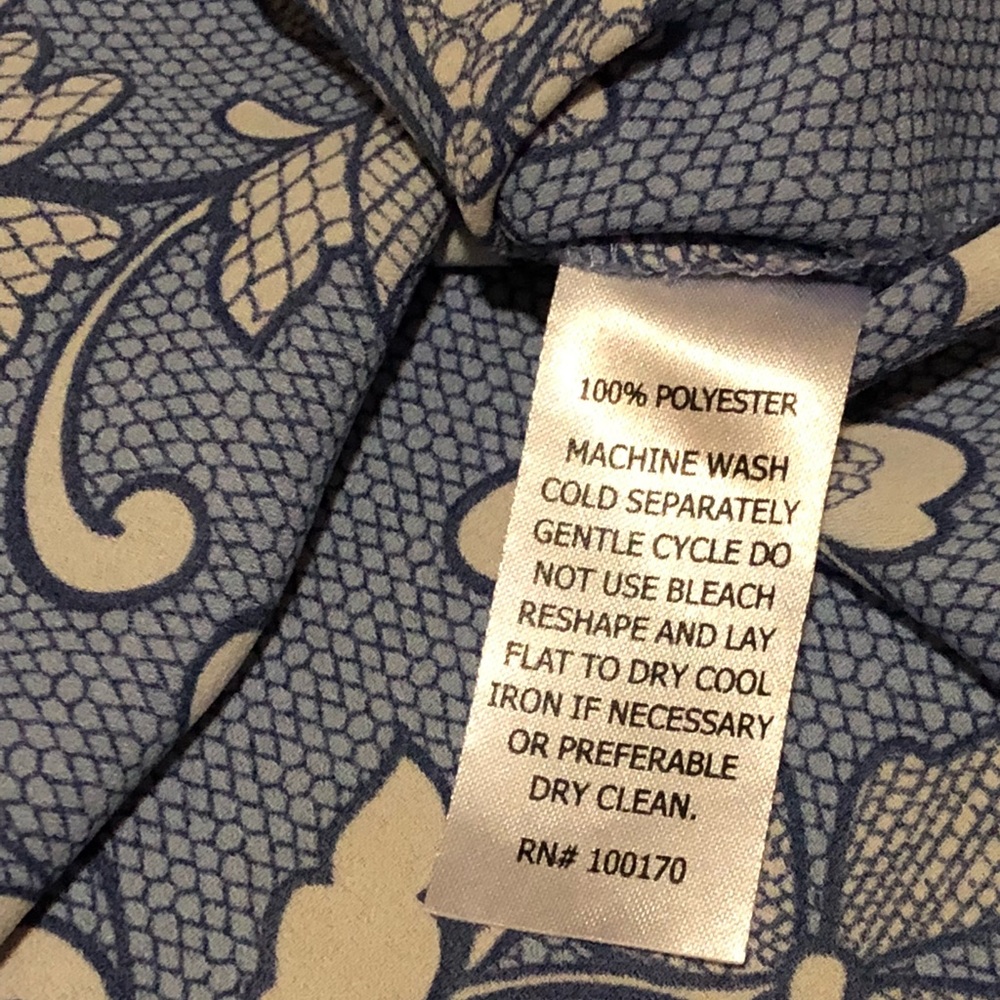 100% POLYESTER
MACHINE WASH
COLD SEPARATELY
GENTLE CYCLE DO
NOT USE BLEACH
RESHAPE AND LAY
FLAT TO DRY COOL
IRON IF NECESSARY
OR PREFERABLE
DRY CLEAN.
RN# 100170